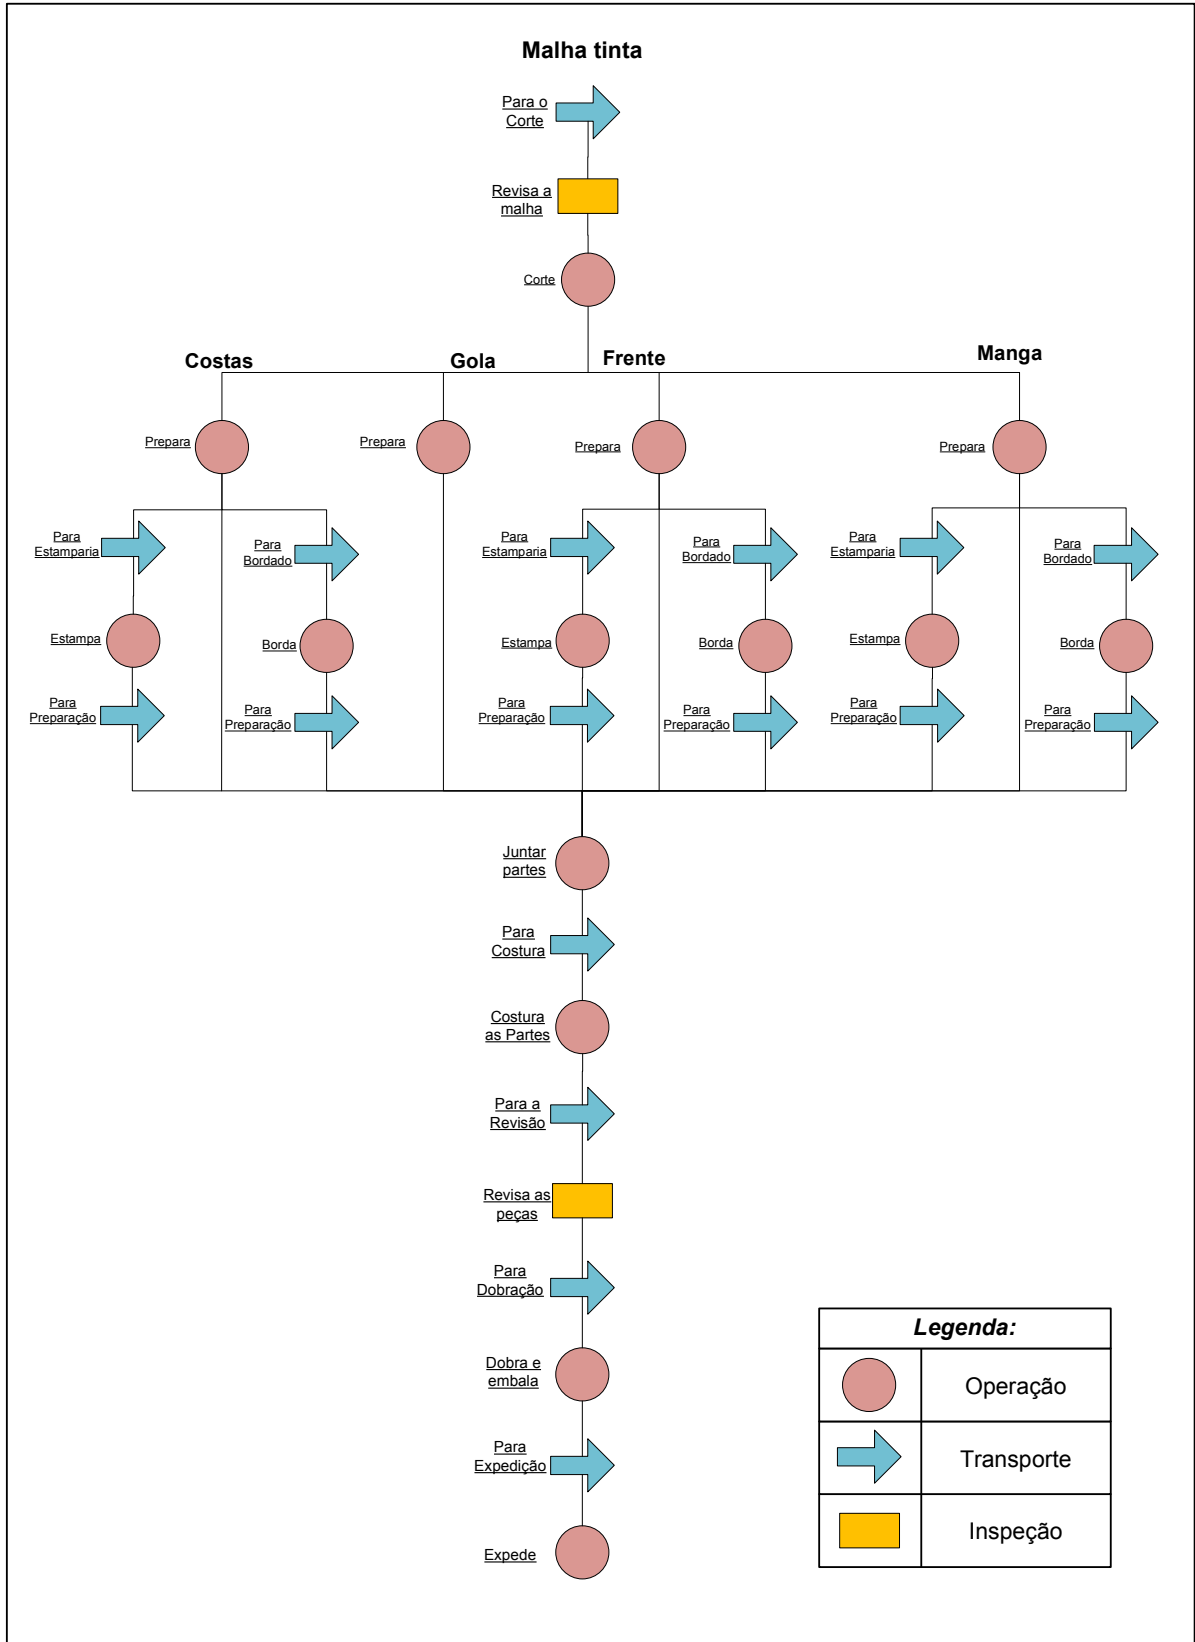 Malha tinta
Para o
Corte
Revisa a
malha
Corte
Costas
Gola
Frente
Manga
Prepara
Prepara
Prepara
Prepara
Para
Estamparia
Para
Bordado
Para
Estamparia
Para
Bordado
Para
Estamparia
Para
Bordado
Estampa
Borda
Estampa
Borda
Estampa
Borda
Para
Preparação
Para
Preparação
Para
Preparação
Para
Preparação
Para
Preparação
Para
Preparação
Juntar
partes
Para
Costura
Costura
as Partes
Para a
Revisão
Revisa as
peças
Para
Dobração
Dobra e
embala
Para
Expedição
Expede
Legenda:
Operação
Transporte
Inspeção